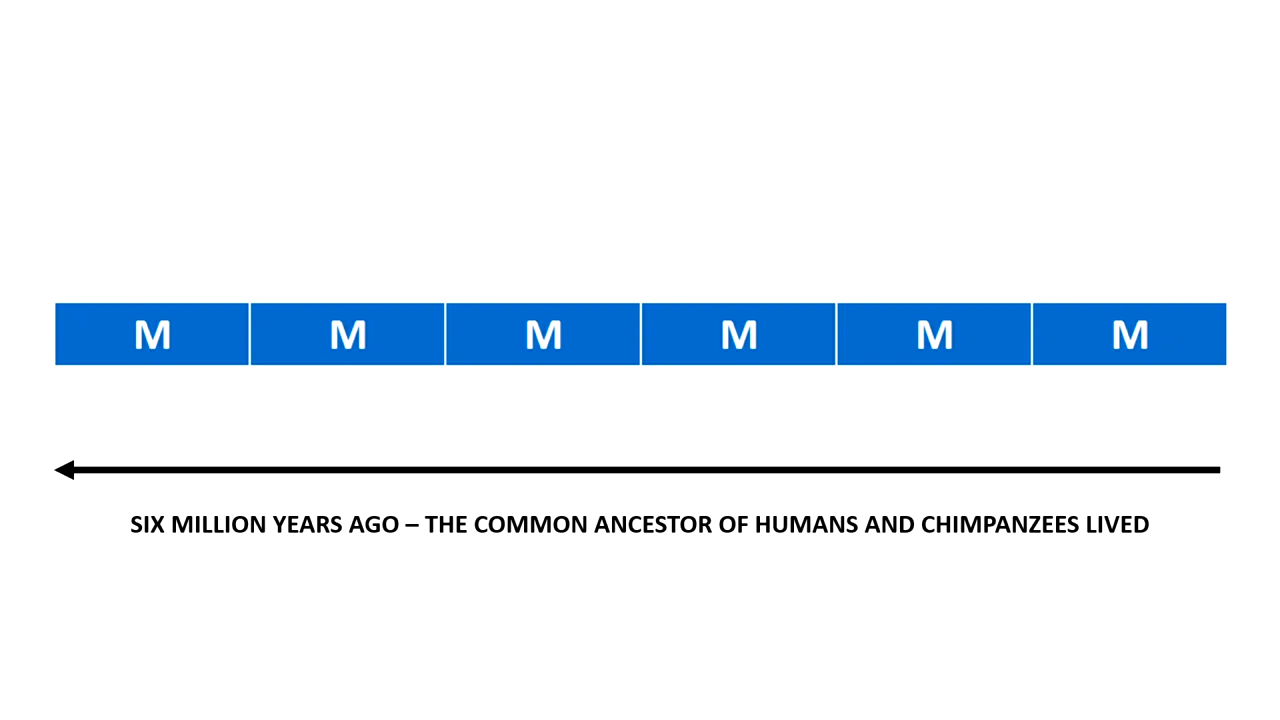 M M M M M M
SIX MILLION YEARS AGO – THE COMMON ANCESTOR OF HUMANS AND CHIMPANZEES LIVED